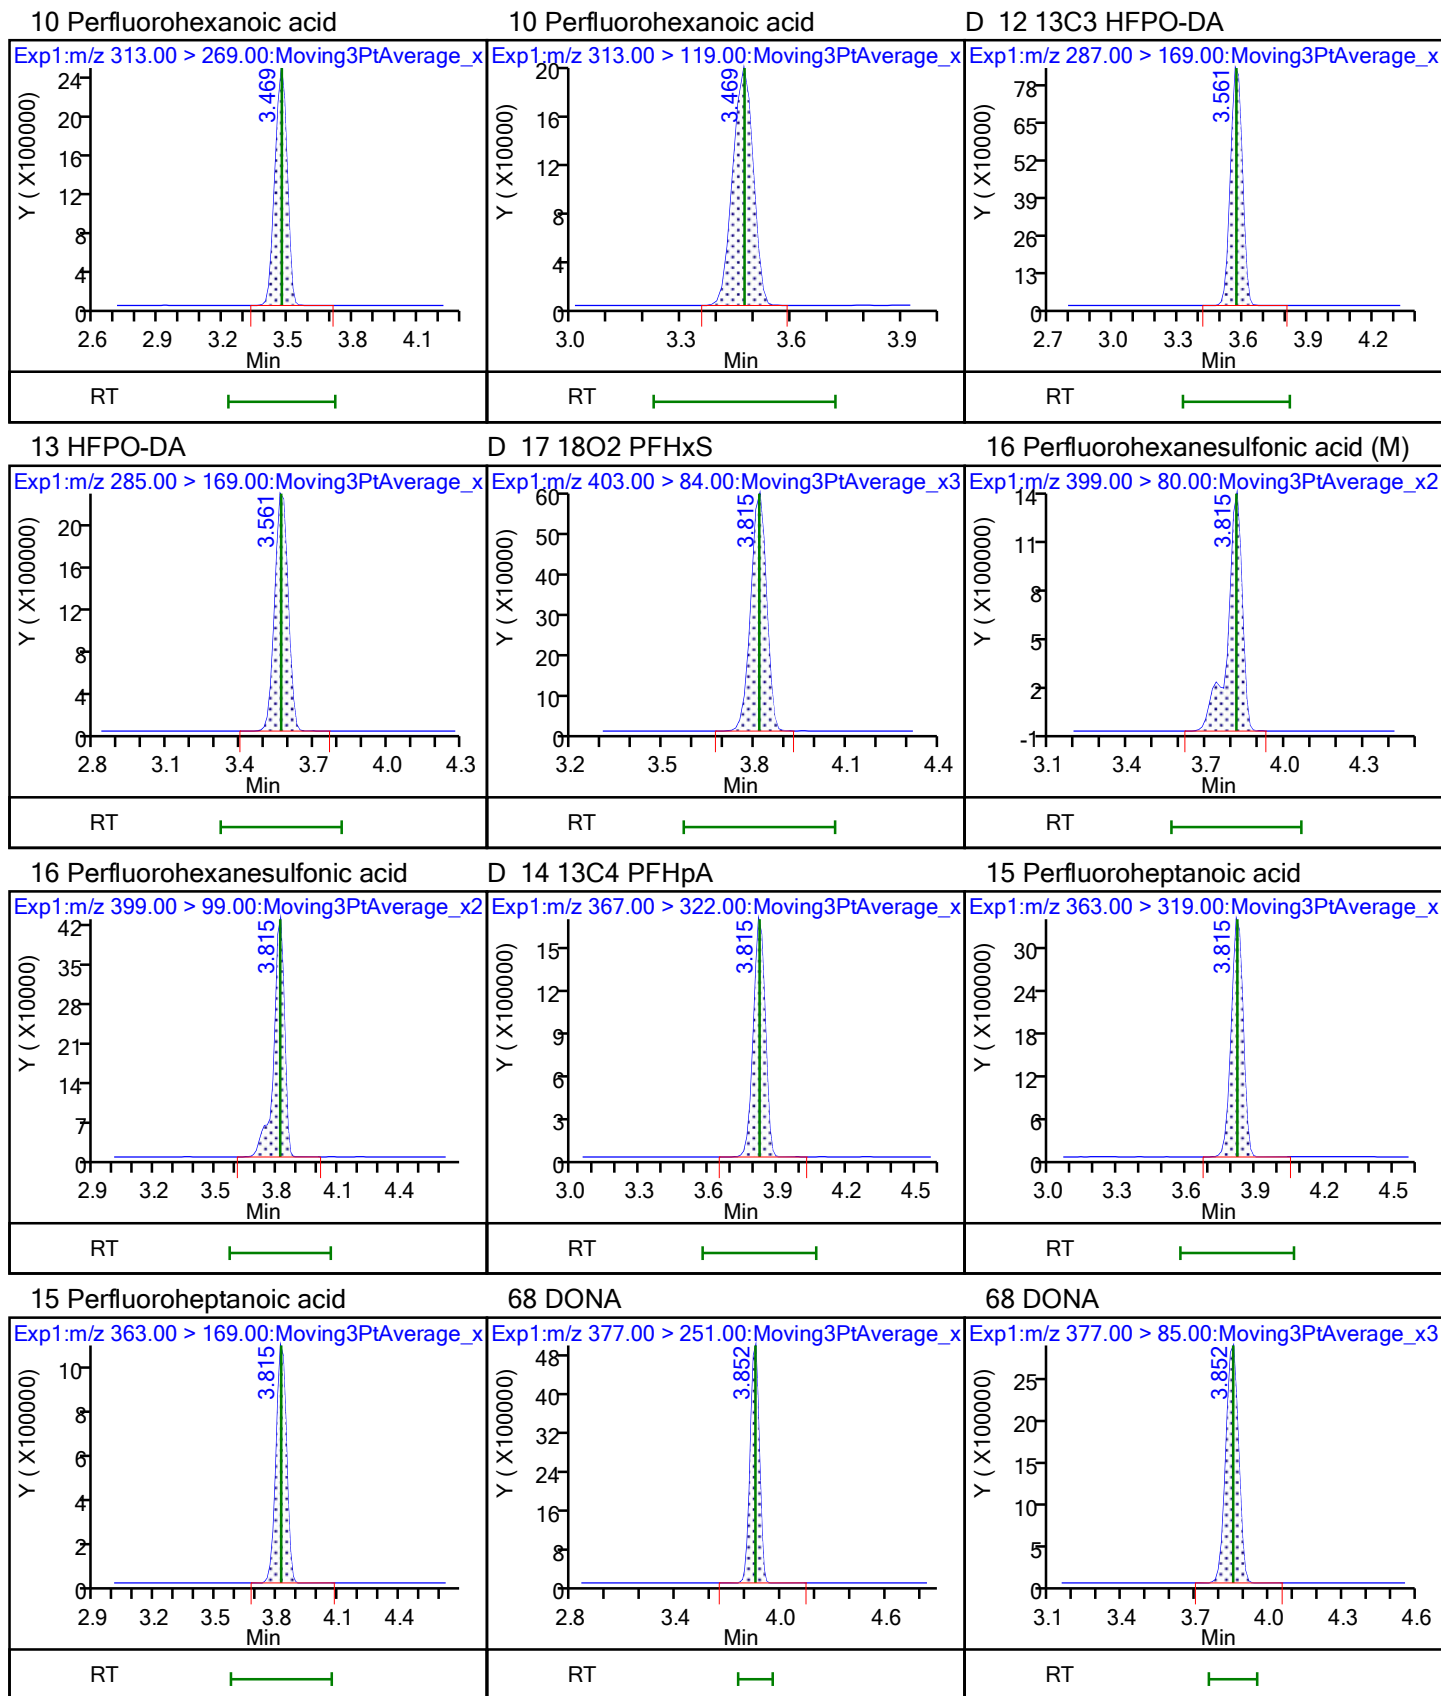 10 Perfluorohexanoic acid
Exp1:m/z 313.00 > 269.00:Moving3PtAverage_x
3.469
Y ( X100000)
24
20
16
12
8
4
0
2.6 2.9 3.2 3.5 3.8 4.1
Min
RT
10 Perfluorohexanoic acid
Exp1:m/z 313.00 > 119.00:Moving3PtAverage_x
3.469
Y ( X100000)
20
16
12
8
4
0
3.0 3.3 3.6 3.9
Min
RT
D 12 13C3 HFPO-DA
Exp1:m/z 287.00 > 169.00:Moving3PtAverage_x
3.561
Y ( X100000)
78
65
52
39
26
13
0
2.7 3.0 3.3 3.6 3.9 4.2
Min
RT
13 HFPO-DA
Exp1:m/z 285.00 > 169.00:Moving3PtAverage_x
3.561
Y ( X100000)
20
16
12
8
4
0
2.8 3.1 3.4 3.7 4.0 4.3
Min
RT
D 17 18O2 PFHxS
Exp1:m/z 403.00 > 84.00:Moving3PtAverage_x3
3.815
Y ( X100000)
60
50
40
30
20
10
0
3.2 3.5 3.8 4.1 4.4
Min
RT
16 Perfluorohexanesulfonic acid (M)
Exp1:m/z 399.00 > 80.00:Moving3PtAverage_x2
3.815
Y ( X100000)
14
11
8
5
2
-1
3.1 3.4 3.7 4.0 4.3
Min
RT
16 Perfluorohexanesulfonic acid
Exp1:m/z 399.00 > 99.00:Moving3PtAverage_x2
3.815
Y ( X100000)
42
35
28
21
14
7
0
2.9 3.2 3.5 3.8 4.1 4.4
Min
RT
D 14 13C4 PFHpA
Exp1:m/z 367.00 > 322.00:Moving3PtAverage_x
3.815
Y ( X100000)
15
12
9
6
3
0
3.0 3.3 3.6 3.9 4.2 4.5
Min
RT
15 Perfluoroheptanoic acid
Exp1:m/z 363.00 > 319.00:Moving3PtAverage_x
3.815
Y ( X100000)
30
24
18
12
6
0
3.0 3.3 3.6 3.9 4.2 4.5
Min
RT
15 Perfluoroheptanoic acid
Exp1:m/z 363.00 > 169.00:Moving3PtAverage_x
3.815
Y ( X100000)
10
8
6
4
2
0
2.9 3.2 3.5 3.8 4.1 4.4
Min
RT
68 DONA
Exp1:m/z 377.00 > 251.00:Moving3PtAverage_x
3.852
Y ( X100000)
48
40
32
24
16
8
0
2.8 3.4 4.0 4.6
Min
RT
68 DONA
Exp1:m/z 377.00 > 85.00:Moving3PtAverage_x3
3.852
Y ( X100000)
25
20
15
10
5
0
3.1 3.4 3.7 4.0 4.3 4.6
Min
RT